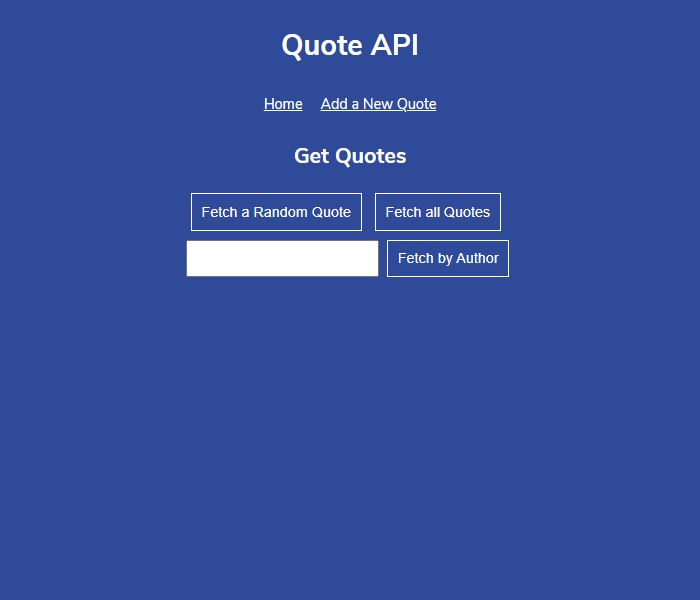 Quote API
Home Add a New Quote
Get Quotes
Fetch a Random Quote Fetch all Quotes
Fetch by Author